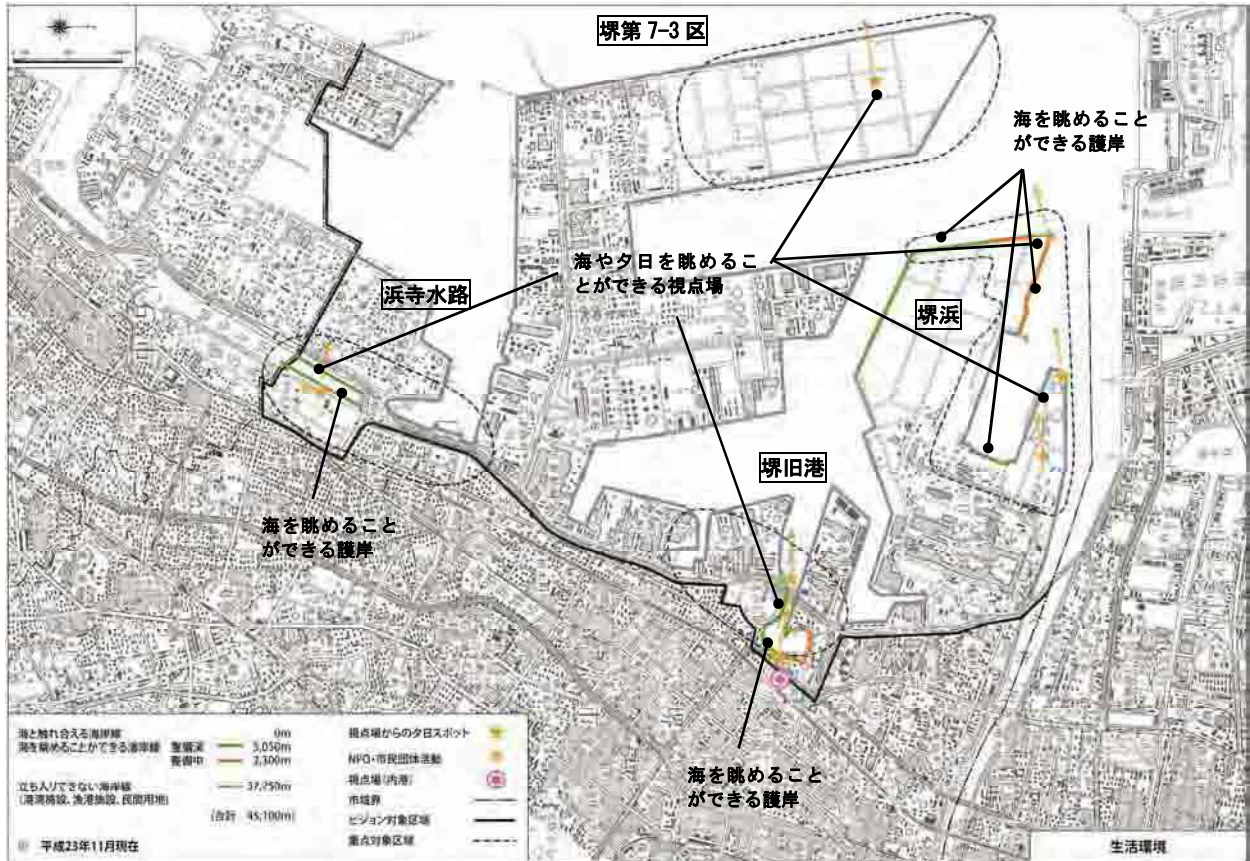 堺第7-3区
海を眺めること
ができる護岸
海や夕日を眺めるこ
とができる視点場
浜寺水路
堺浜
堺旧港
海を眺めること
ができる護岸
海を眺めること
ができる護岸
海と触れ合える海岸線 0m
海を眺めることができる海岸線 整備済 5,050m
整備中 2,300m
立ち入りできない海岸線 37,750m
(港湾施設、漁港施設、民間用地)
(合計 45,100m)
平成23年11月現在
視点場からの夕日スポット
NPO・市民団体活動
視点場(内港)
市域界
ビジョン対象区域
重点対象区域
生活環境